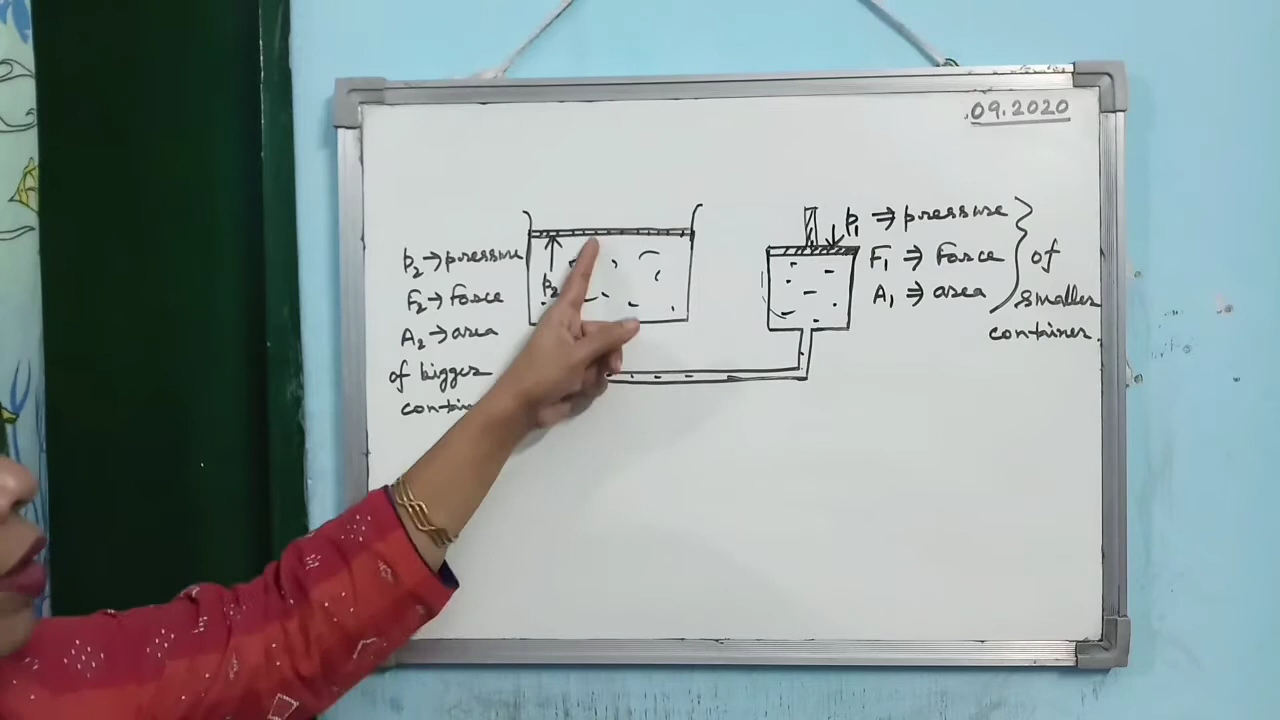 .09.2020
P₂ → pressure
F₂ → Force
A₂ → area
of bigger
P₂
P₁ ⇒ pressure
F₁ ⇒ Force
A₁ ⇒ area
of
smaller
container.